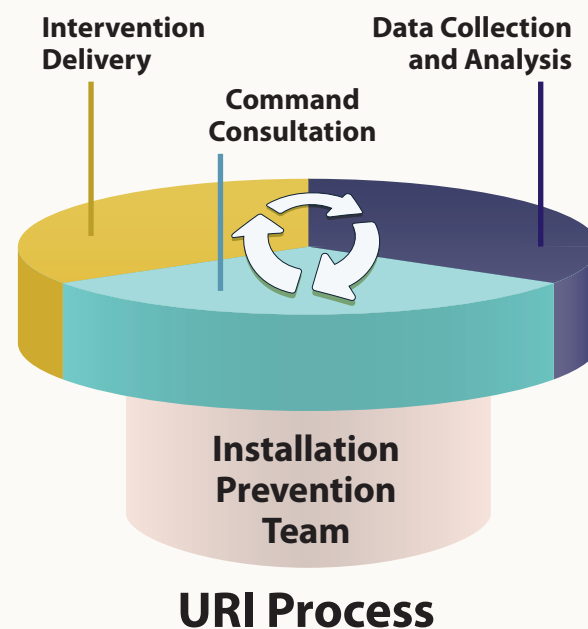 Intervention
Delivery
Data Collection
and Analysis
Command
Consultation
Installation
Prevention
Team
URI Process